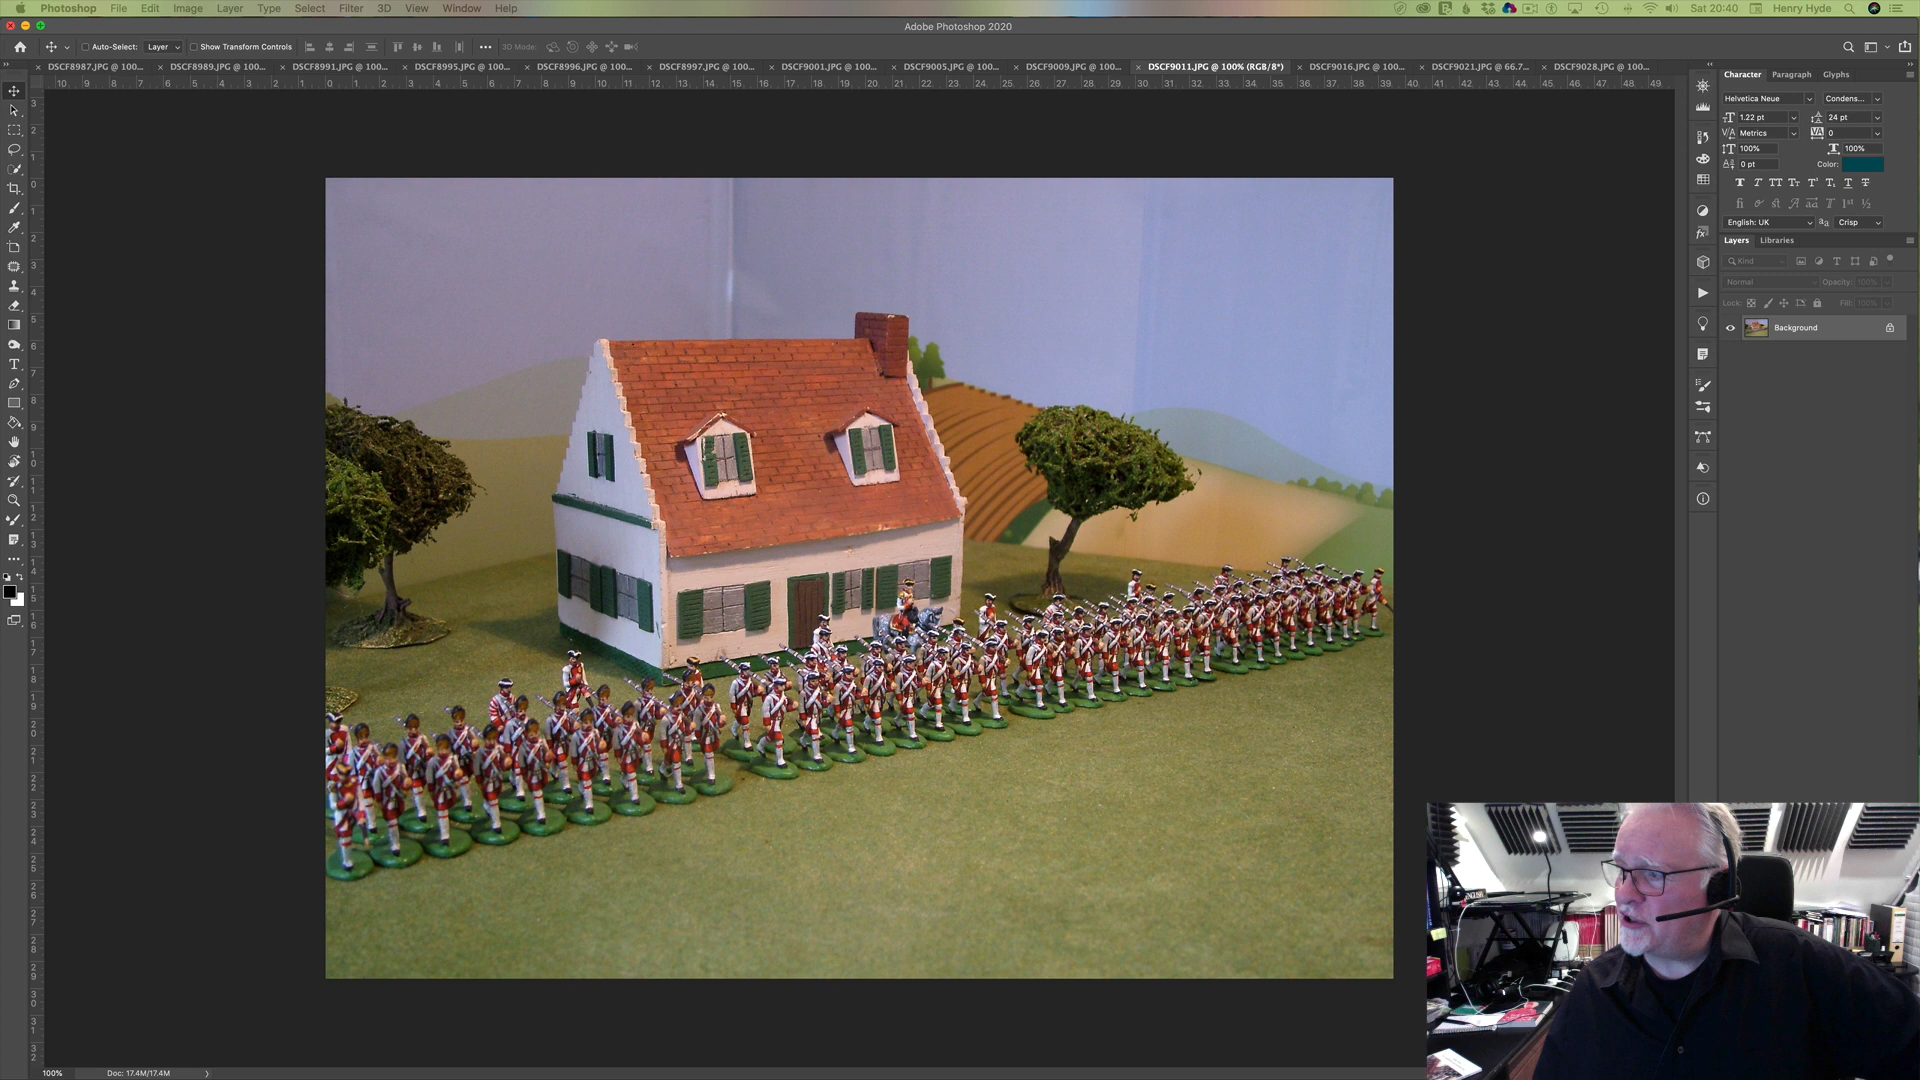 Photoshop File Edit Image Layer Type Select Filter 3D View Window Help Sat 20:40 Henry Hyde
Adobe Photoshop 2020
Auto-Select: Layer Show Transform Controls 3D Mode:
DSCF8987.JPG @ 100... DSCF8989.JPG @ 100... DSCF8991.JPG @ 100... DSCF8995.JPG @ 100... DSCF8996.JPG @ 100... DSCF8997.JPG @ 100... DSCF9001.JPG @ 100... DSCF9005.JPG @ 100... DSCF9009.JPG @ 100... DSCF9011.JPG @ 100% (RGB/8*) DSCF9016.JPG @ 100... DSCF9021.JPG @ 66.7... DSCF9028.JPG @ 100...
Character Paragraph Glyphs
Helvetica Neue Condens...
1.22 pt 24 pt
Metrics 0
100% 100%
0 pt Color:
English: UK Crisp
Layers Libraries
Kind
Normal Opacity: 100%
Lock: Fill: 100%
Background
100% Doc: 17.4M/17.4M